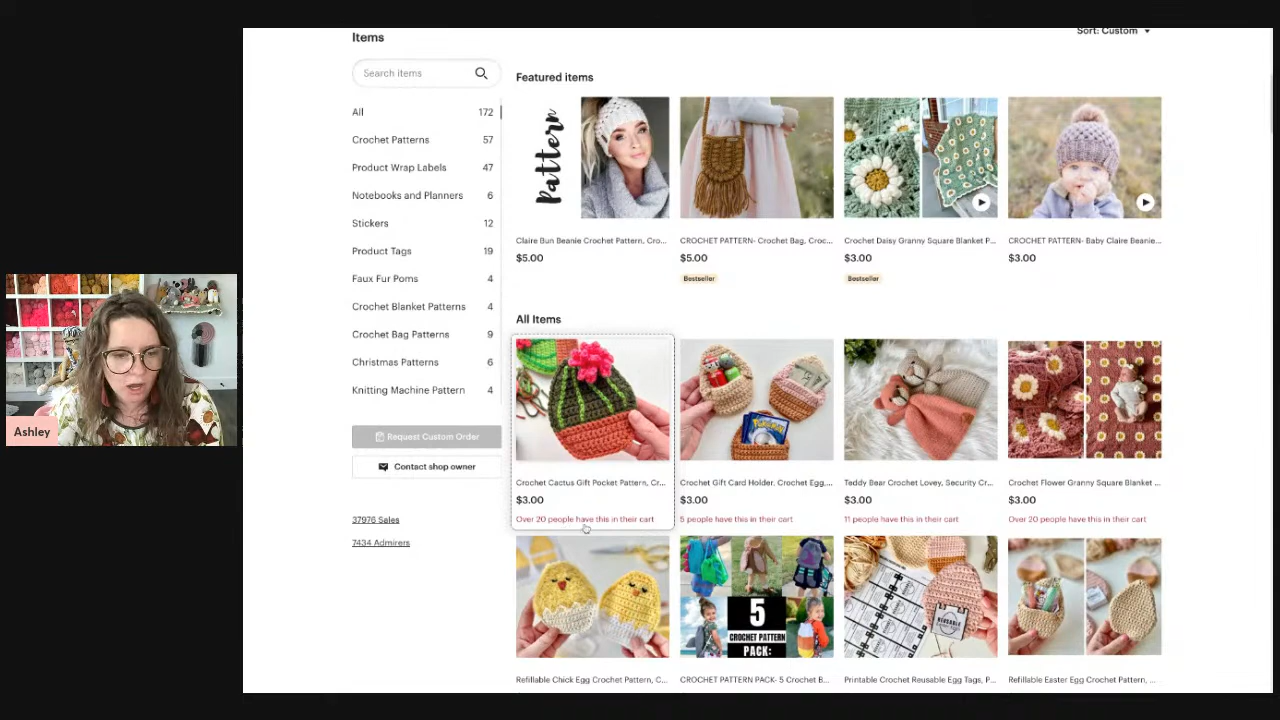 Items
Sort: Custom
Search items
All 172
Crochet Patterns 57
Product Wrap Labels 47
Notebooks and Planners 6
Stickers 12
Product Tags 19
Faux Fur Poms 4
Crochet Blanket Patterns 4
Crochet Bag Patterns 9
Christmas Patterns 6
Knitting Machine Pattern 4
Request Custom Order
Contact shop owner
37976 Sales
7434 Admirers
Ashley
Featured items
Pattern
Claire Bun Beanie Crochet Pattern, Cro...
$5.00
CROCHET PATTERN- Crochet Bag, Croc...
$5.00
Bestseller
Crochet Daisy Granny Square Blanket P...
$3.00
Bestseller
CROCHET PATTERN- Baby Claire Beanie...
$3.00
All Items
Crochet Cactus Gift Pocket Pattern, Cr...
$3.00
Over 20 people have this in their cart
Crochet Gift Card Holder, Crochet Egg,...
$3.00
5 people have this in their cart
Teddy Bear Crochet Lovey, Security Cr...
$3.00
11 people have this in their cart
Crochet Flower Granny Square Blanket ...
$3.00
Over 20 people have this in their cart
Refillable Chick Egg Crochet Pattern, C...
5
CROCHET PATTERN
PACK:
CROCHET PATTERN PACK- 5 Crochet B...
REUSABLE
Printable Crochet Reusable Egg Tags, P...
Refillable Easter Egg Crochet Pattern, ...